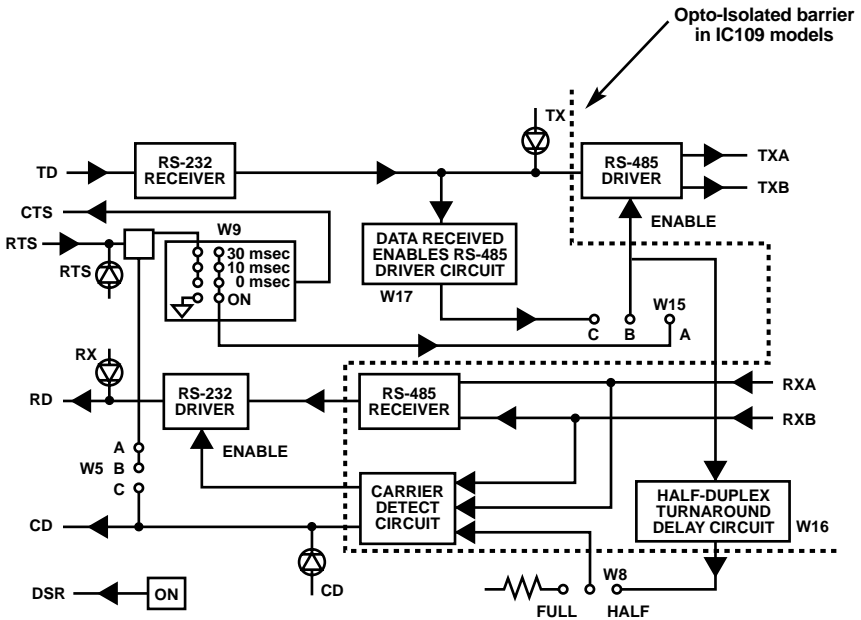 Opto-Isolated barrier
in IC109 models
TX
TD
RS-232
RECEIVER
RS-485
DRIVER
TXA
TXB
CTS
ENABLE
RTS
W9
30 msec
10 msec
0 msec
ON
RTS
DATA RECEIVED
ENABLES RS-485
DRIVER CIRCUIT
W17
W15
C
B
A
RX
RD
RS-232
DRIVER
RS-485
RECEIVER
RXA
RXB
ENABLE
A
W5 B
C
CARRIER
DETECT
CIRCUIT
HALF-DUPLEX
TURNAROUND
DELAY CIRCUIT
W16
CD
CD
W8
FULL
HALF
DSR
ON